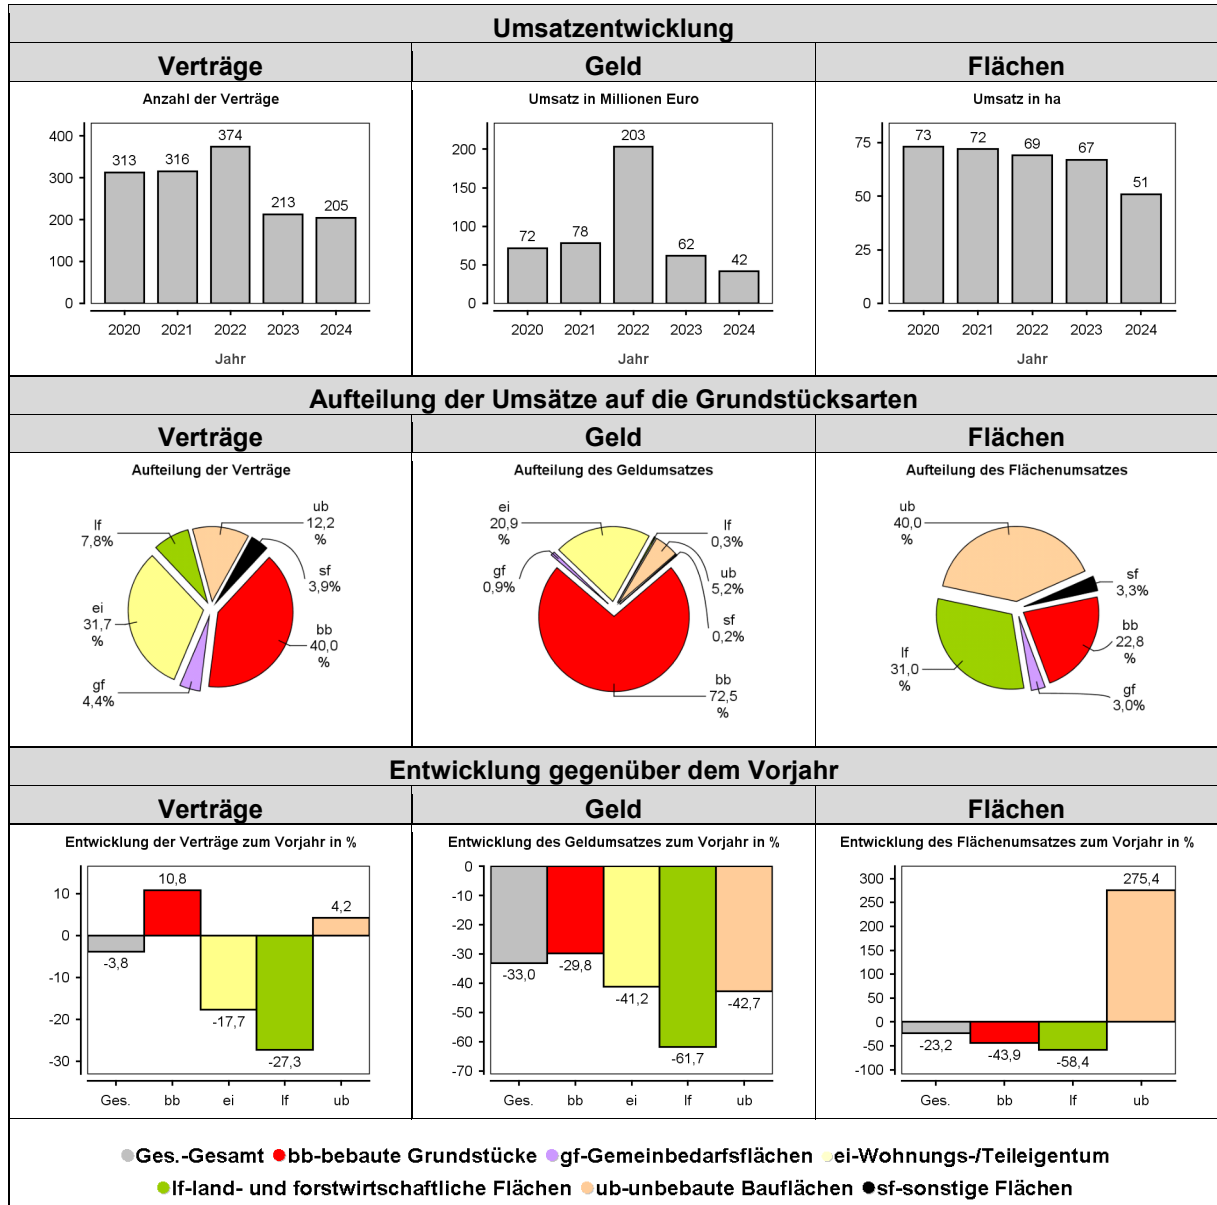 Umsatzentwicklung
Verträge
Geld
Flächen
Anzahl der Verträge
400
300
200
100
0
313
316
374
213
205
2020
2021
2022
2023
2024
Jahr
Umsatz in Millionen Euro
200
150
100
50
0
72
78
203
62
42
2020
2021
2022
2023
2024
Jahr
Umsatz in ha
75
50
25
0
73
72
69
67
51
2020
2021
2022
2023
2024
Jahr
Aufteilung der Umsätze auf die Grundstücksarten
Verträge
Geld
Flächen
Aufteilung der Verträge
ub
12,2
%
lf
7,8%
sf
3,9%
ei
31,7
%
bb
40,0
%
gf
4,4%
Aufteilung des Geldumsatzes
ei
20,9
%
lf
0,3%
gf
0,9%
ub
5,2%
sf
0,2%
bb
72,5
%
Aufteilung des Flächenumsatzes
ub
40,0
%
sf
3,3%
bb
22,8
%
lf
31,0
%
gf
3,0%
Entwicklung gegenüber dem Vorjahr
Verträge
Geld
Flächen
Entwicklung der Verträge zum Vorjahr in %
10
0
-10
-20
-30
-3,8
10,8
-17,7
-27,3
4,2
Ges.
bb
ei
lf
ub
Entwicklung des Geldumsatzes zum Vorjahr in %
0
-10
-20
-30
-40
-50
-60
-70
-33,0
-29,8
-41,2
-61,7
-42,7
Ges.
bb
ei
lf
ub
Entwicklung des Flächenumsatzes zum Vorjahr in %
300
250
200
150
100
50
0
-50
-100
-23,2
-43,9
-58,4
275,4
Ges.
bb
lf
ub
Ges.-Gesamt bb-bebaute Grundstücke gf-Gemeinbedarfsflächen ei-Wohnungs-/Teileigentum
lf-land- und forstwirtschaftliche Flächen ub-unbebaute Bauflächen sf-sonstige Flächen